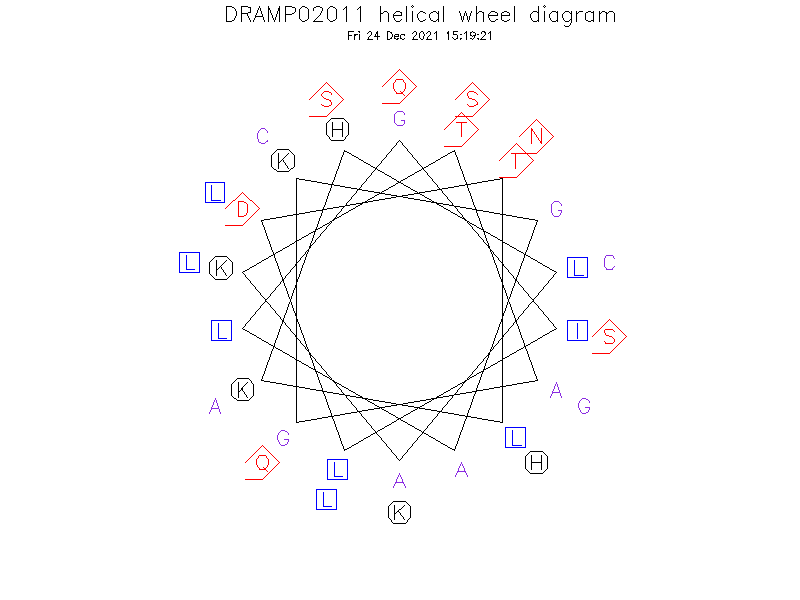 DRAMP02011 helical wheel diagram
Fri 24 Dec 2021 15:19:21
S Q S
H G T N
C K T
L D G
L K L C
L I S
A K A G
G L
Q L A A H
L K